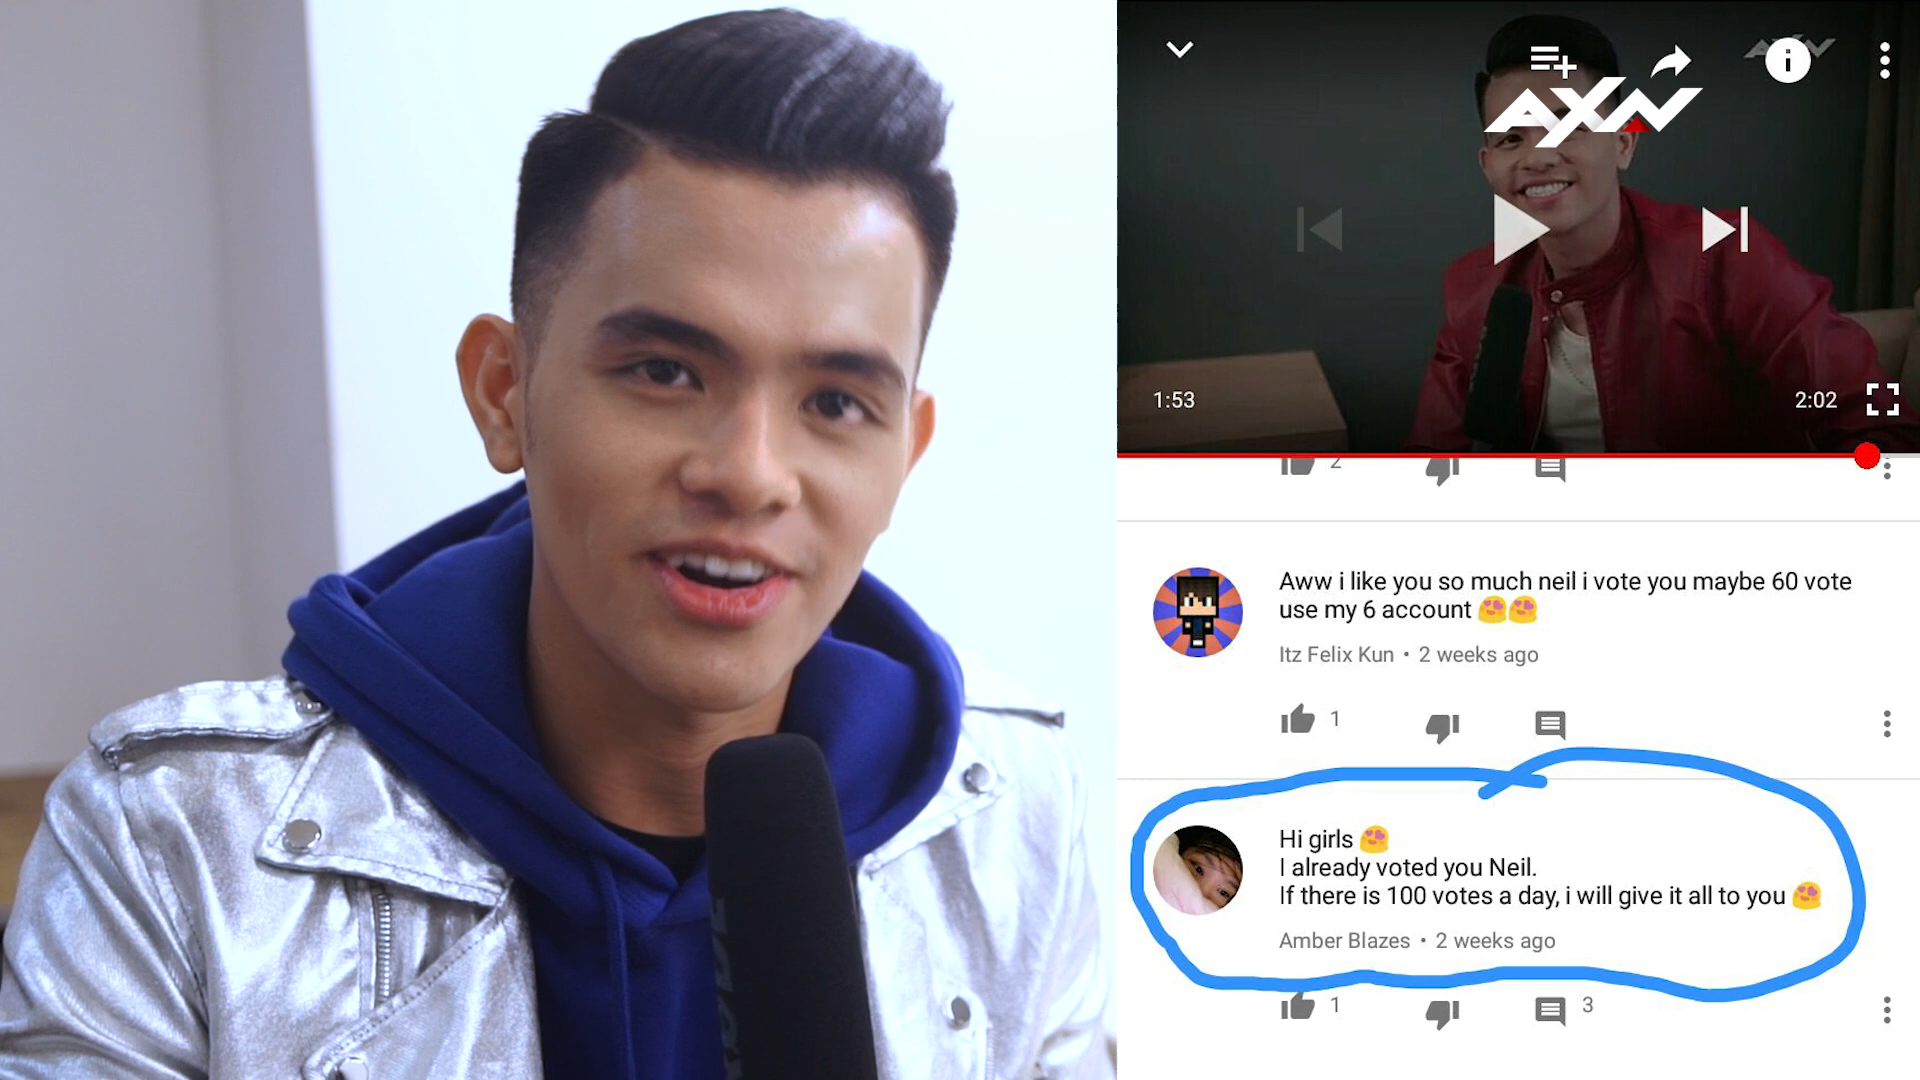 AXN
AXN
1:53
2:02
2
Aww i like you so much neil i vote you maybe 60 vote
use my 6 account 😍😍
Itz Felix Kun • 2 weeks ago
1
Hi girls 😍
I already voted you Neil.
If there is 100 votes a day, i will give it all to you 😍
Amber Blazes • 2 weeks ago
1
3